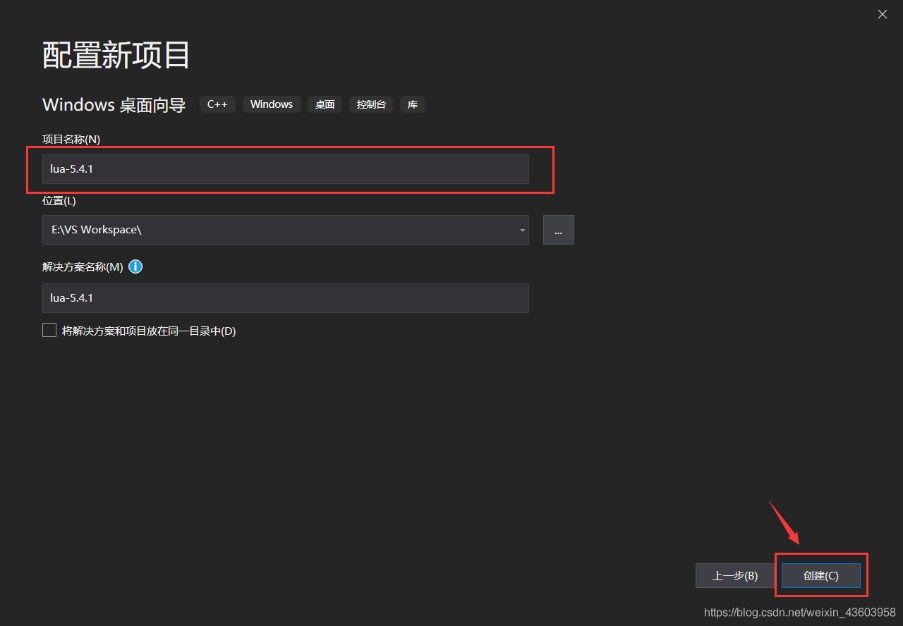 配置新项目
Windows 桌面向导 C++ Windows 桌面 控制台 库
项目名称(N)
lua-5.4.1
位置(L)
E:\VS Workspace\
...
解决方案名称(M)
lua-5.4.1
将解决方案和项目放在同一目录中(D)
上一步(B) 创建(C)
https://blog.csdn.net/weixin_43603958